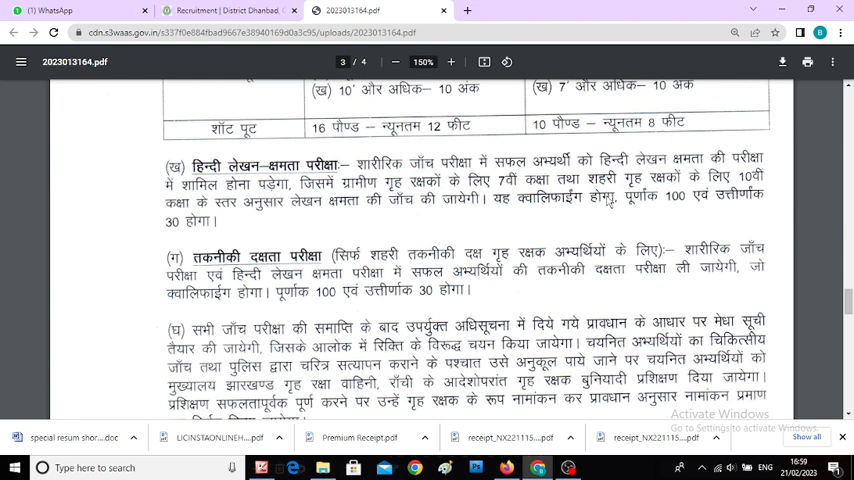 (1) WhatsApp
Recruitment | District Dhanbad, G
2023013164.pdf
cdn.s3waas.gov.in/s337f0e884fbad9667e38940169d0a3c95/uploads/2023/01/2023013164.pdf
2023013164.pdf
3 / 4
150%
(ख) 10' और अधिक– 10 अंक
(ख) 7' और अधिक – 10 अंक
शॉट पूट
16 पौण्ड – न्यूनतम 12 फीट
10 पौण्ड – न्यूनतम 8 फीट
(ख) हिन्दी लेखन–क्षमता परीक्षा:– शारीरिक जाँच परीक्षा में सफल अभ्यर्थी को हिन्दी लेखन क्षमता की परीक्षा
में शामिल होना पड़ेगा, जिसमें ग्रामीण गृह रक्षकों के लिए 7वीं कक्षा तथा शहरी गृह रक्षकों के लिए 10वीं
कक्षा के स्तर अनुसार लेखन क्षमता की जाँच की जायेगी। यह क्वालिफाईंग होगा, पूर्णांक 100 एवं उत्तीर्णांक
30 होगा।
(ग) तकनीकी दक्षता परीक्षा (सिर्फ शहरी तकनीकी दक्ष गृह रक्षक अभ्यर्थियों के लिए):– शारीरिक जाँच
परीक्षा एवं हिन्दी लेखन क्षमता परीक्षा में सफल अभ्यर्थियों की तकनीकी दक्षता परीक्षा ली जायेगी, जो
क्वालिफाईंग होगा। पूर्णांक 100 एवं उत्तीर्णांक 30 होगा।
(घ) सभी जाँच परीक्षा की समाप्ति के बाद उपर्युक्त अधिसूचना में दिये गये प्रावधान के आधार पर मेधा सूची
तैयार की जायेगी, जिसके आलोक में रिक्ति के विरूद्ध चयन किया जायेगा। चयनित अभ्यर्थियों का चिकित्सीय
जाँच तथा पुलिस द्वारा चरित्र सत्यापन कराने के पश्चात उसे अनुकूल पाये जाने पर चयनित अभ्यर्थियों को
मुख्यालय झारखण्ड गृह रक्षा वाहिनी, राँची के आदेशोपरांत गृह रक्षक बुनियादी प्रशिक्षण दिया जायेगा।
प्रशिक्षण सफलतापूर्वक पूर्ण करने पर उन्हें गृह रक्षक के रूप नामांकन कर प्रावधान अनुसार नामांकन प्रमाण
Activate Windows
Go to Settings to activate Windows.
special resum shor....doc
LICINSTAONLINEH....pdf
Premium Receipt.pdf
receipt_NX221115....pdf
receipt_NX221115....pdf
Show all
Type here to search
ENG
16:59
21/02/2023